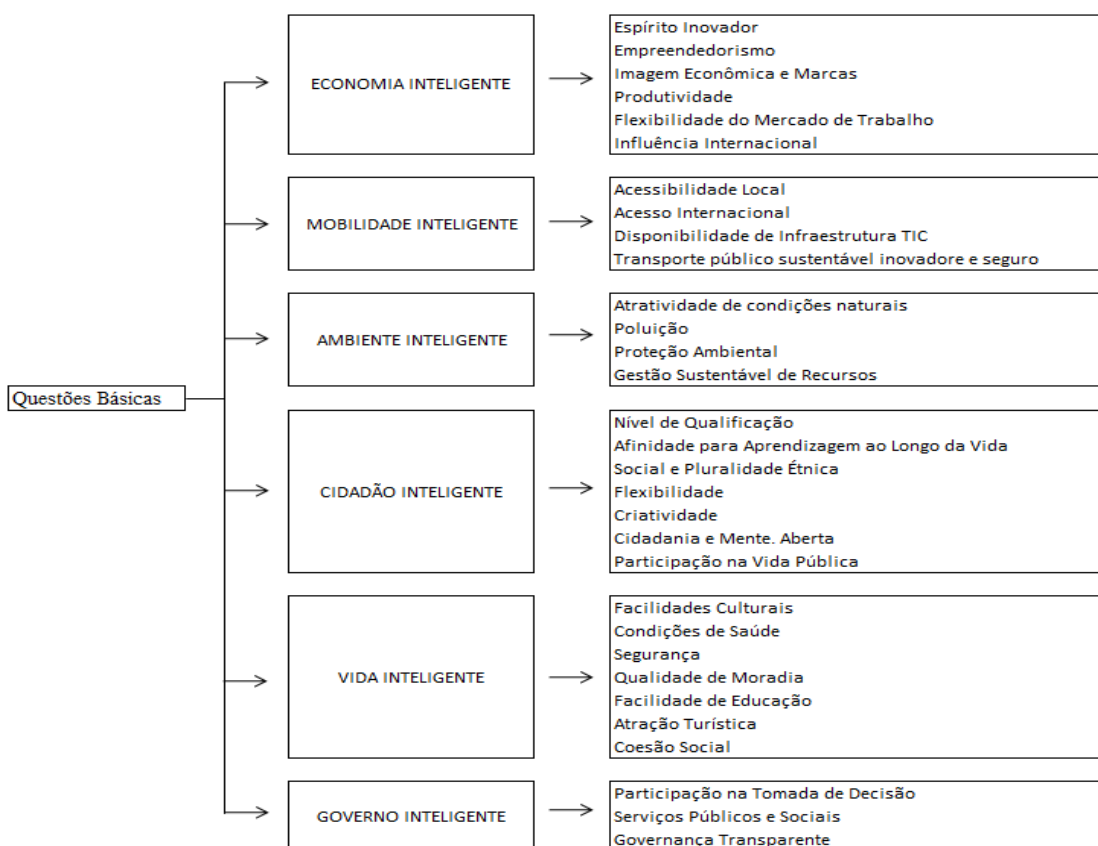 Questões Básicas
ECONOMIA INTELIGENTE
Espírito Inovador
Empreendedorismo
Imagem Econômica e Marcas
Produtividade
Flexibilidade do Mercado de Trabalho
Influência Internacional
MOBILIDADE INTELIGENTE
Acessibilidade Local
Acesso Internacional
Disponibilidade de Infraestrutura TIC
Transporte público sustentável inovadore e seguro
AMBIENTE INTELIGENTE
Atratividade de condições naturais
Poluição
Proteção Ambiental
Gestão Sustentável de Recursos
CIDADÃO INTELIGENTE
Nível de Qualificação
Afinidade para Aprendizagem ao Longo da Vida
Social e Pluralidade Étnica
Flexibilidade
Criatividade
Cidadania e Mente. Aberta
Participação na Vida Pública
VIDA INTELIGENTE
Facilidades Culturais
Condições de Saúde
Segurança
Qualidade de Moradia
Facilidade de Educação
Atração Turística
Coesão Social
GOVERNO INTELIGENTE
Participação na Tomada de Decisão
Serviços Públicos e Sociais
Governança Transparente